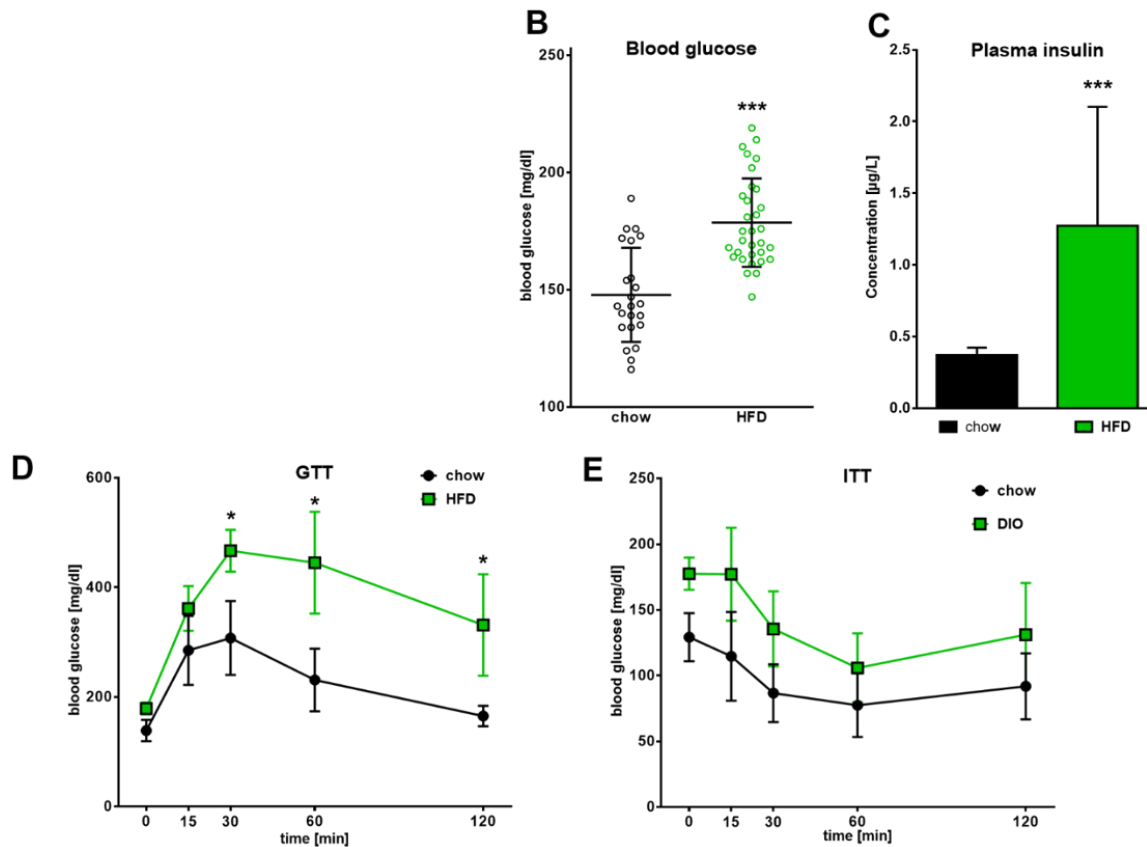 B
Blood glucose
250
200
150
100
blood glucose [mg/dl]
***
chow
HFD
C
Plasma insulin
2.5
2.0
1.5
1.0
0.5
0.0
Concentration [µg/L]
***
chow
HFD
D
GTT
chow
HFD
600
400
200
0
blood glucose [mg/dl]
*
*
*
0 15 30 60 120
time [min]
E
ITT
chow
DIO
250
200
150
100
50
0
blood glucose [mg/dl]
0 15 30 60 120
time [min]